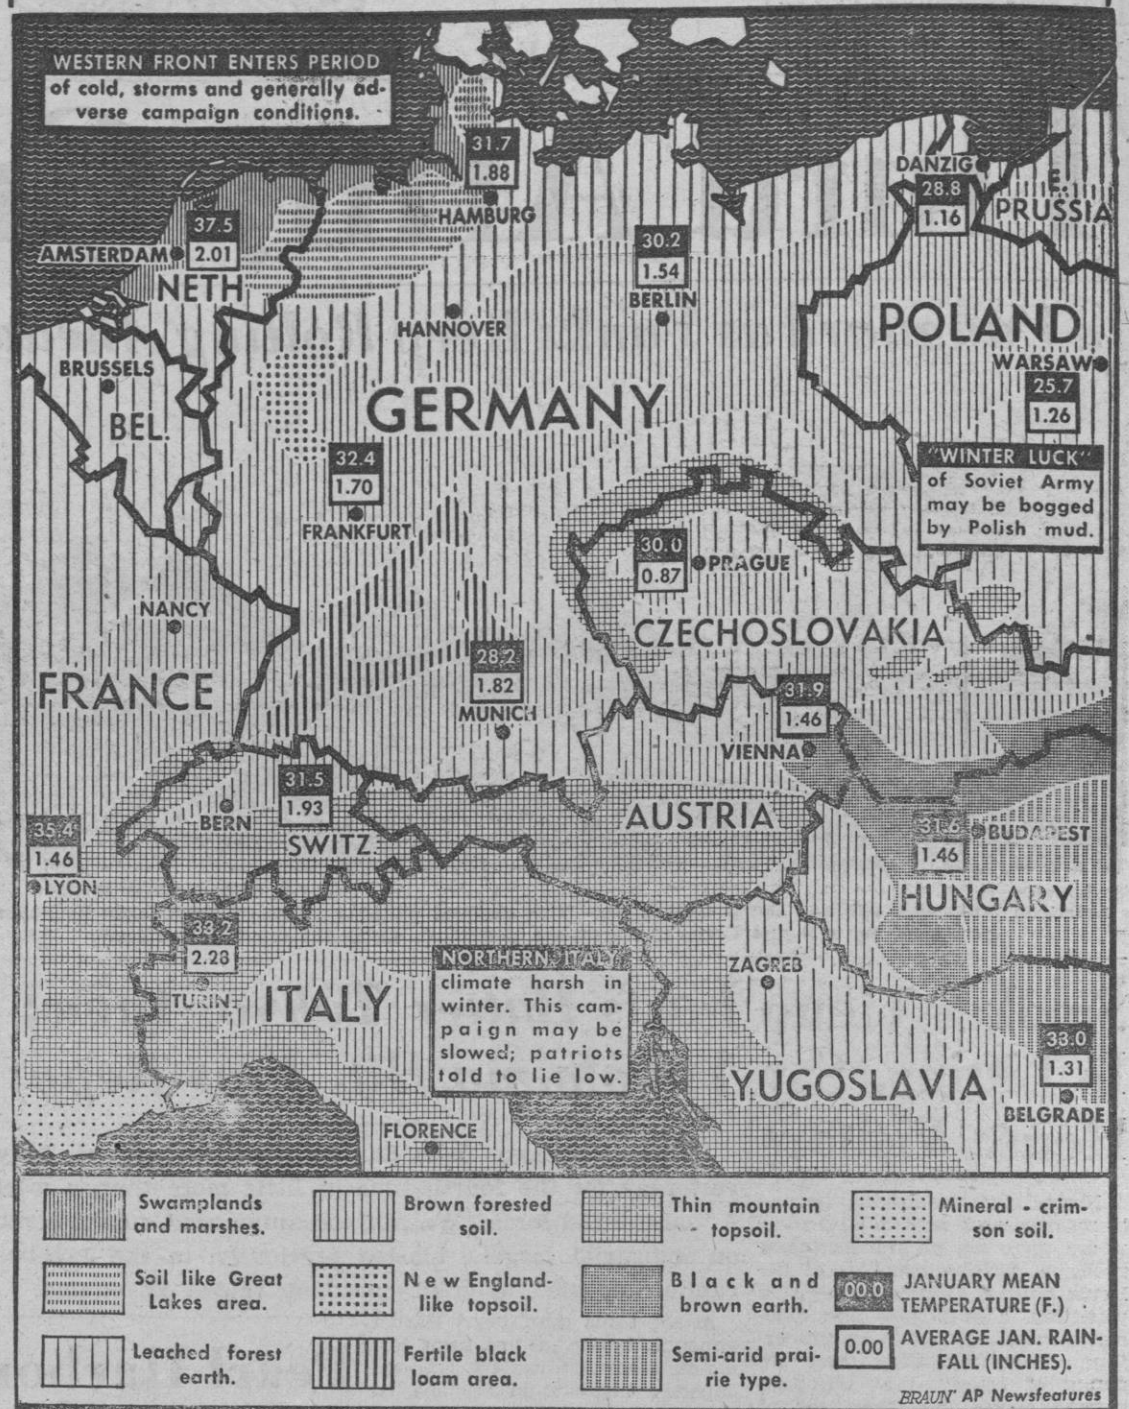 WESTERN FRONT ENTERS PERIOD
of cold, storms and generally ad-
verse campaign conditions.
31.7
1.88
HAMBURG
DANZIG
28.8
1.16
E.
PRUSSIA
37.5
2.01
AMSTERDAM
NETH
30.2
1.54
BERLIN
HANNOVER
POLAND
WARSAW
25.7
1.26
BRUSSELS
BEL.
GERMANY
"WINTER LUCK"
of Soviet Army
may be bogged
by Polish mud.
32.4
1.70
FRANKFURT
30.0
0.87
PRAGUE
NANCY
CZECHOSLOVAKIA
28.2
1.82
MUNICH
FRANCE
31.9
1.46
VIENNA
31.5
1.93
BERN
SWITZ.
AUSTRIA
35.4
1.46
LYON
31.6
1.46
BUDAPEST
HUNGARY
33.2
2.28
TURIN
ITALY
NORTHERN ITALY
climate harsh in
winter. This cam-
paign may be
slowed; patriots
told to lie low.
ZAGREB
YUGOSLAVIA
33.0
1.31
BELGRADE
FLORENCE
Swamplands
and marshes.
Brown forested
soil.
Thin mountain
topsoil.
Mineral - crim-
son soil.
Soil like Great
Lakes area.
New England-
like topsoil.
Black and
brown earth.
00.0
JANUARY MEAN
TEMPERATURE (F.)
Leached forest
earth.
Fertile black
loam area.
Semi-arid prai-
rie type.
0.00
AVERAGE JAN. RAIN-
FALL (INCHES).
BRAUN AP Newsfeatures